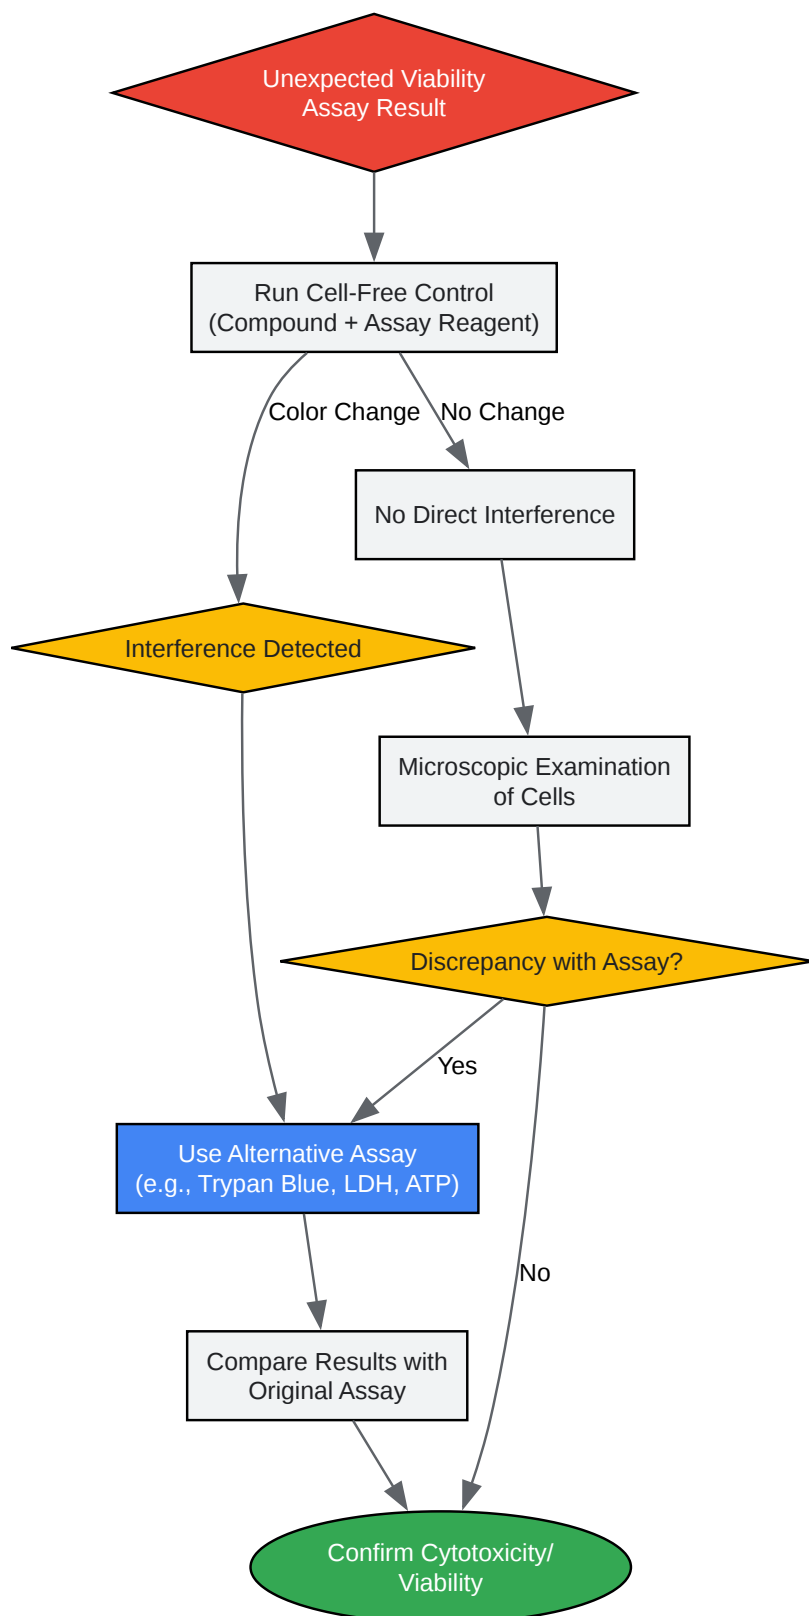 Unexpected Viability
Assay Result
Run Cell-Free Control
(Compound + Assay Reagent)
Color Change
No Change
No Direct Interference
Interference Detected
Microscopic Examination
of Cells
Discrepancy with Assay?
Yes
Use Alternative Assay
(e.g., Trypan Blue, LDH, ATP)
No
Compare Results with
Original Assay
Confirm Cytotoxicity/
Viability